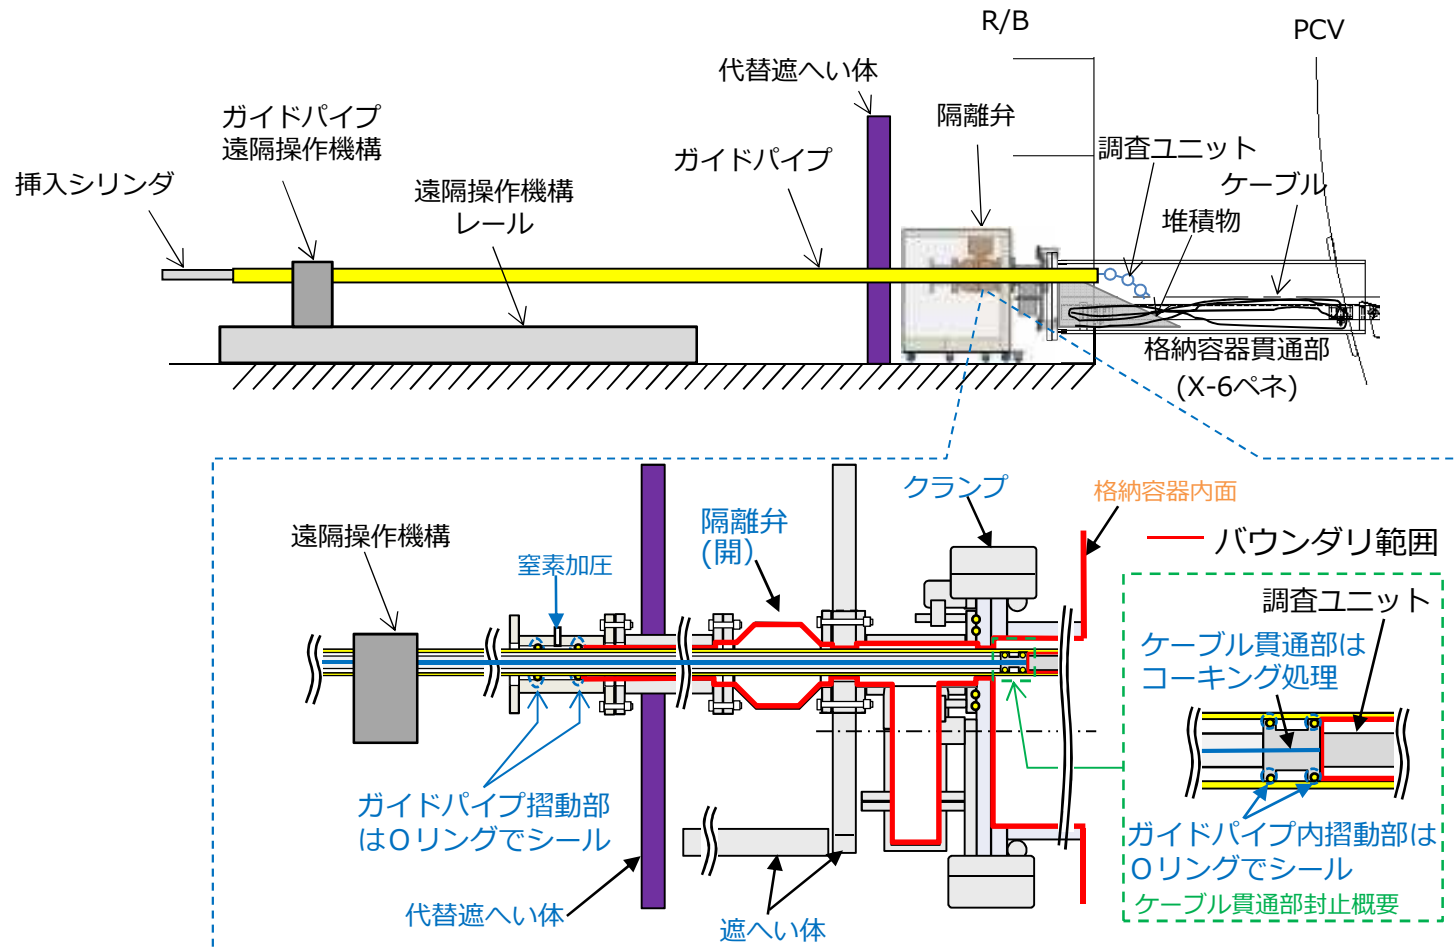 R/B
PCV
代替遮へい体
ガイドパイプ
遠隔操作機構
隔離弁
挿入シリンダ
遠隔操作機構
レール
ガイドパイプ
調査ユニット
ケーブル
堆積物
格納容器貫通部
(X-6ペネ)
クランプ
格納容器内面
隔離弁
(開)
遠隔操作機構
窒素加圧
バウンダリ範囲
調査ユニット
ケーブル貫通部は
コーキング処理
ガイドパイプ摺動部
はOリングでシール
ガイドパイプ内摺動部は
Oリングでシール
ケーブル貫通部封止概要
代替遮へい体
遮へい体